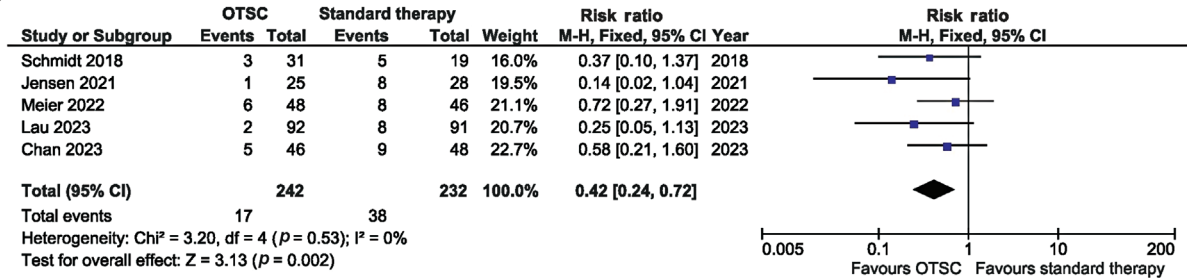 OTSC Standard therapy Risk ratio Risk ratio
Study or Subgroup Events Total Events Total Weight M-H, Fixed, 95% CI Year M-H, Fixed, 95% CI
Schmidt 2018 3 31 5 19 16.0% 0.37 [0.10, 1.37] 2018
Jensen 2021 1 25 8 28 19.5% 0.14 [0.02, 1.04] 2021
Meier 2022 6 48 8 46 21.1% 0.72 [0.27, 1.91] 2022
Lau 2023 2 92 8 91 20.7% 0.25 [0.05, 1.13] 2023
Chan 2023 5 46 9 48 22.7% 0.58 [0.21, 1.60] 2023
Total (95% CI) 242 232 100.0% 0.42 [0.24, 0.72]
Total events 17 38
Heterogeneity: Chi² = 3.20, df = 4 (p = 0.53); I² = 0%
Test for overall effect: Z = 3.13 (p = 0.002)
0.005 0.1 1 10 200
Favours OTSC Favours standard therapy